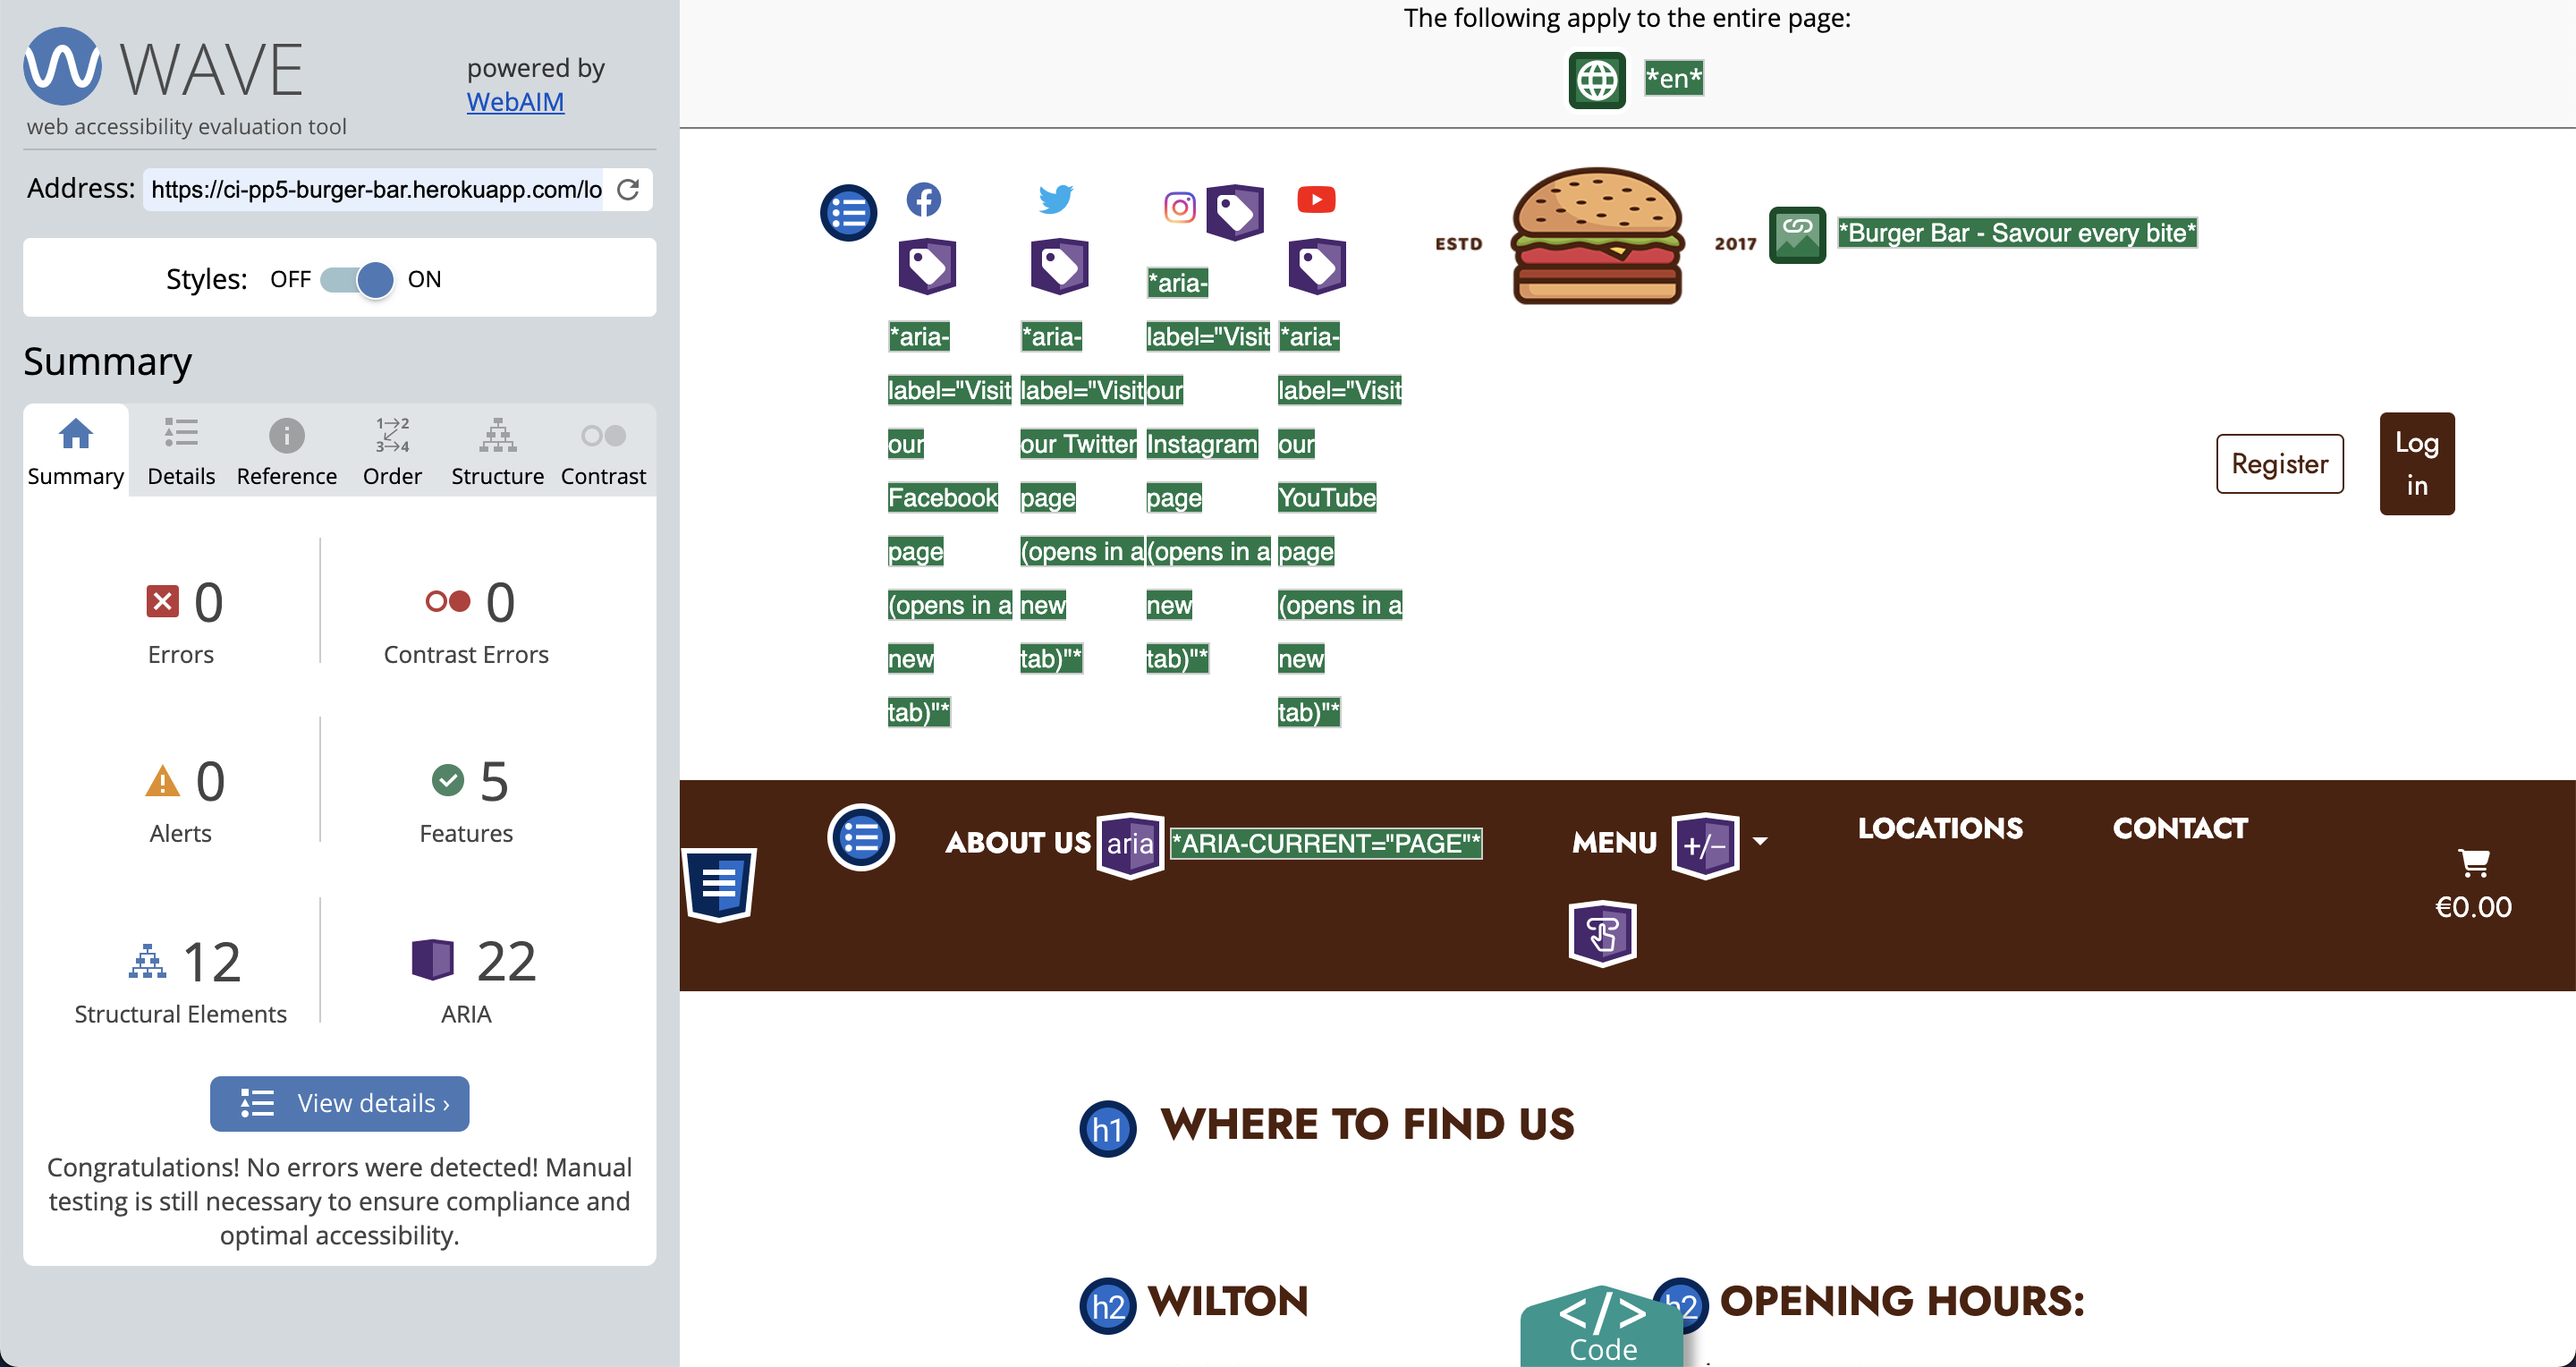 WAVE
powered by
WebAIM
web accessibility evaluation tool
Address: https://ci-pp5-burger-bar.herokuapp.com/lo
Styles: OFF ON
Summary
1→2
3→4
Summary Details Reference Order Structure Contrast
0 0
Errors Contrast Errors
0 5
Alerts Features
12 22
Structural Elements ARIA
View details ›
Congratulations! No errors were detected! Manual
testing is still necessary to ensure compliance and
optimal accessibility.
The following apply to the entire page:
*en*
*aria-
label="Visit
our
Facebook
page
(opens in a
new
tab)"*
*aria-
label="Visit
our Twitter
page
(opens in a
new
tab)"*
*aria-
label="Visit
our
Instagram
page
(opens in a
new
tab)"*
*aria-
label="Visit
our
YouTube
page
(opens in a
new
tab)"*
ESTD 2017 *Burger Bar - Savour every bite*
Register
Log
in
ABOUT US aria *ARIA-CURRENT="PAGE"* MENU +/− LOCATIONS CONTACT
€0.00
h1 WHERE TO FIND US
h2 WILTON
h2 OPENING HOURS:
</>
Code